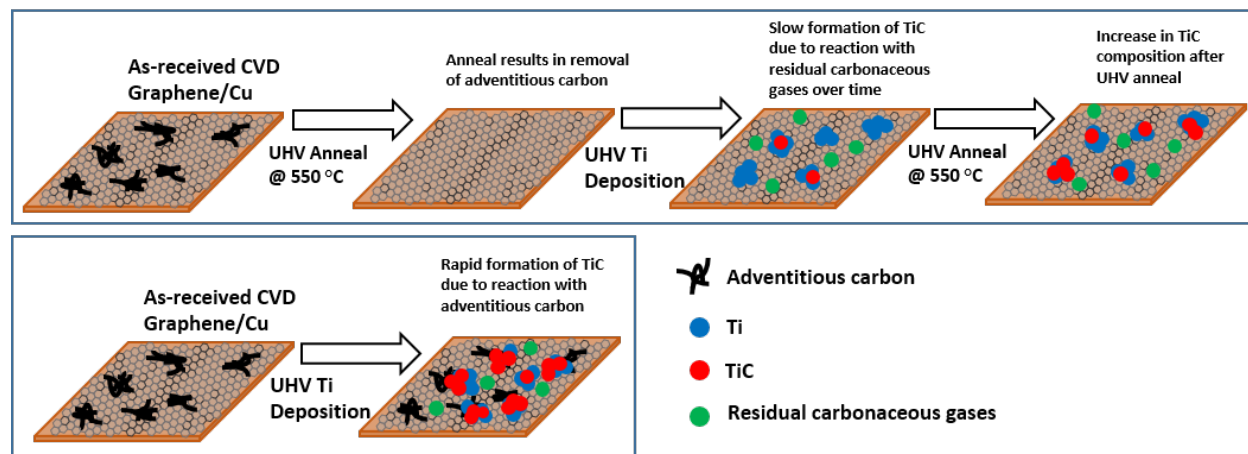 As-received CVD
Graphene/Cu
UHV Anneal
@ 550 °C
Anneal results in removal
of adventitious carbon
UHV Ti
Deposition
Slow formation of TiC
due to reaction with
residual carbonaceous
gases over time
UHV Anneal
@ 550 °C
Increase in TiC
composition after
UHV anneal
As-received CVD
Graphene/Cu
UHV Ti
Deposition
Rapid formation of TiC
due to reaction with
adventitious carbon
Adventitious carbon
Ti
TiC
Residual carbonaceous gases